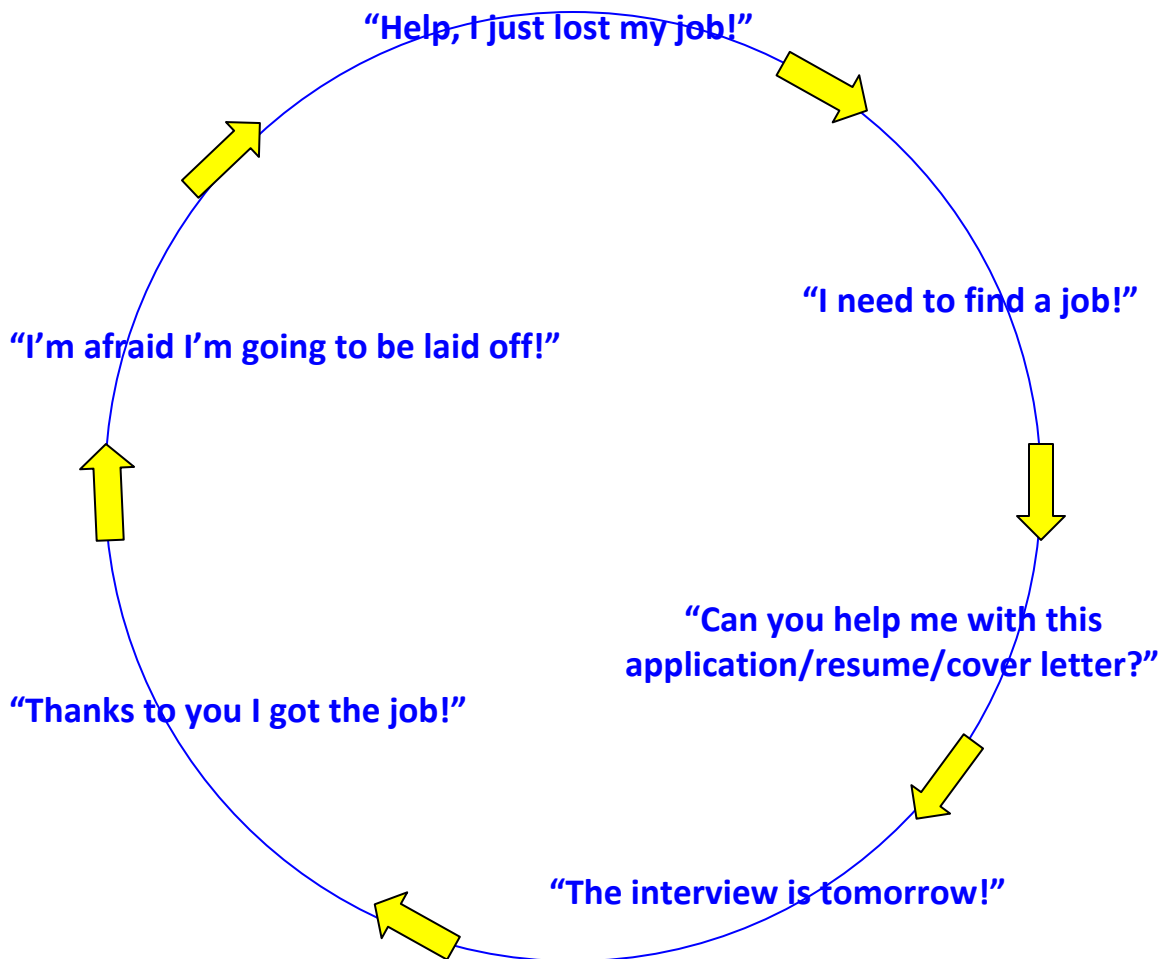 “Help, I just lost my job!”
“I need to find a job!”
“Can you help me with this
application/resume/cover letter?”
“The interview is tomorrow!”
“Thanks to you I got the job!”
“I’m afraid I’m going to be laid off!”